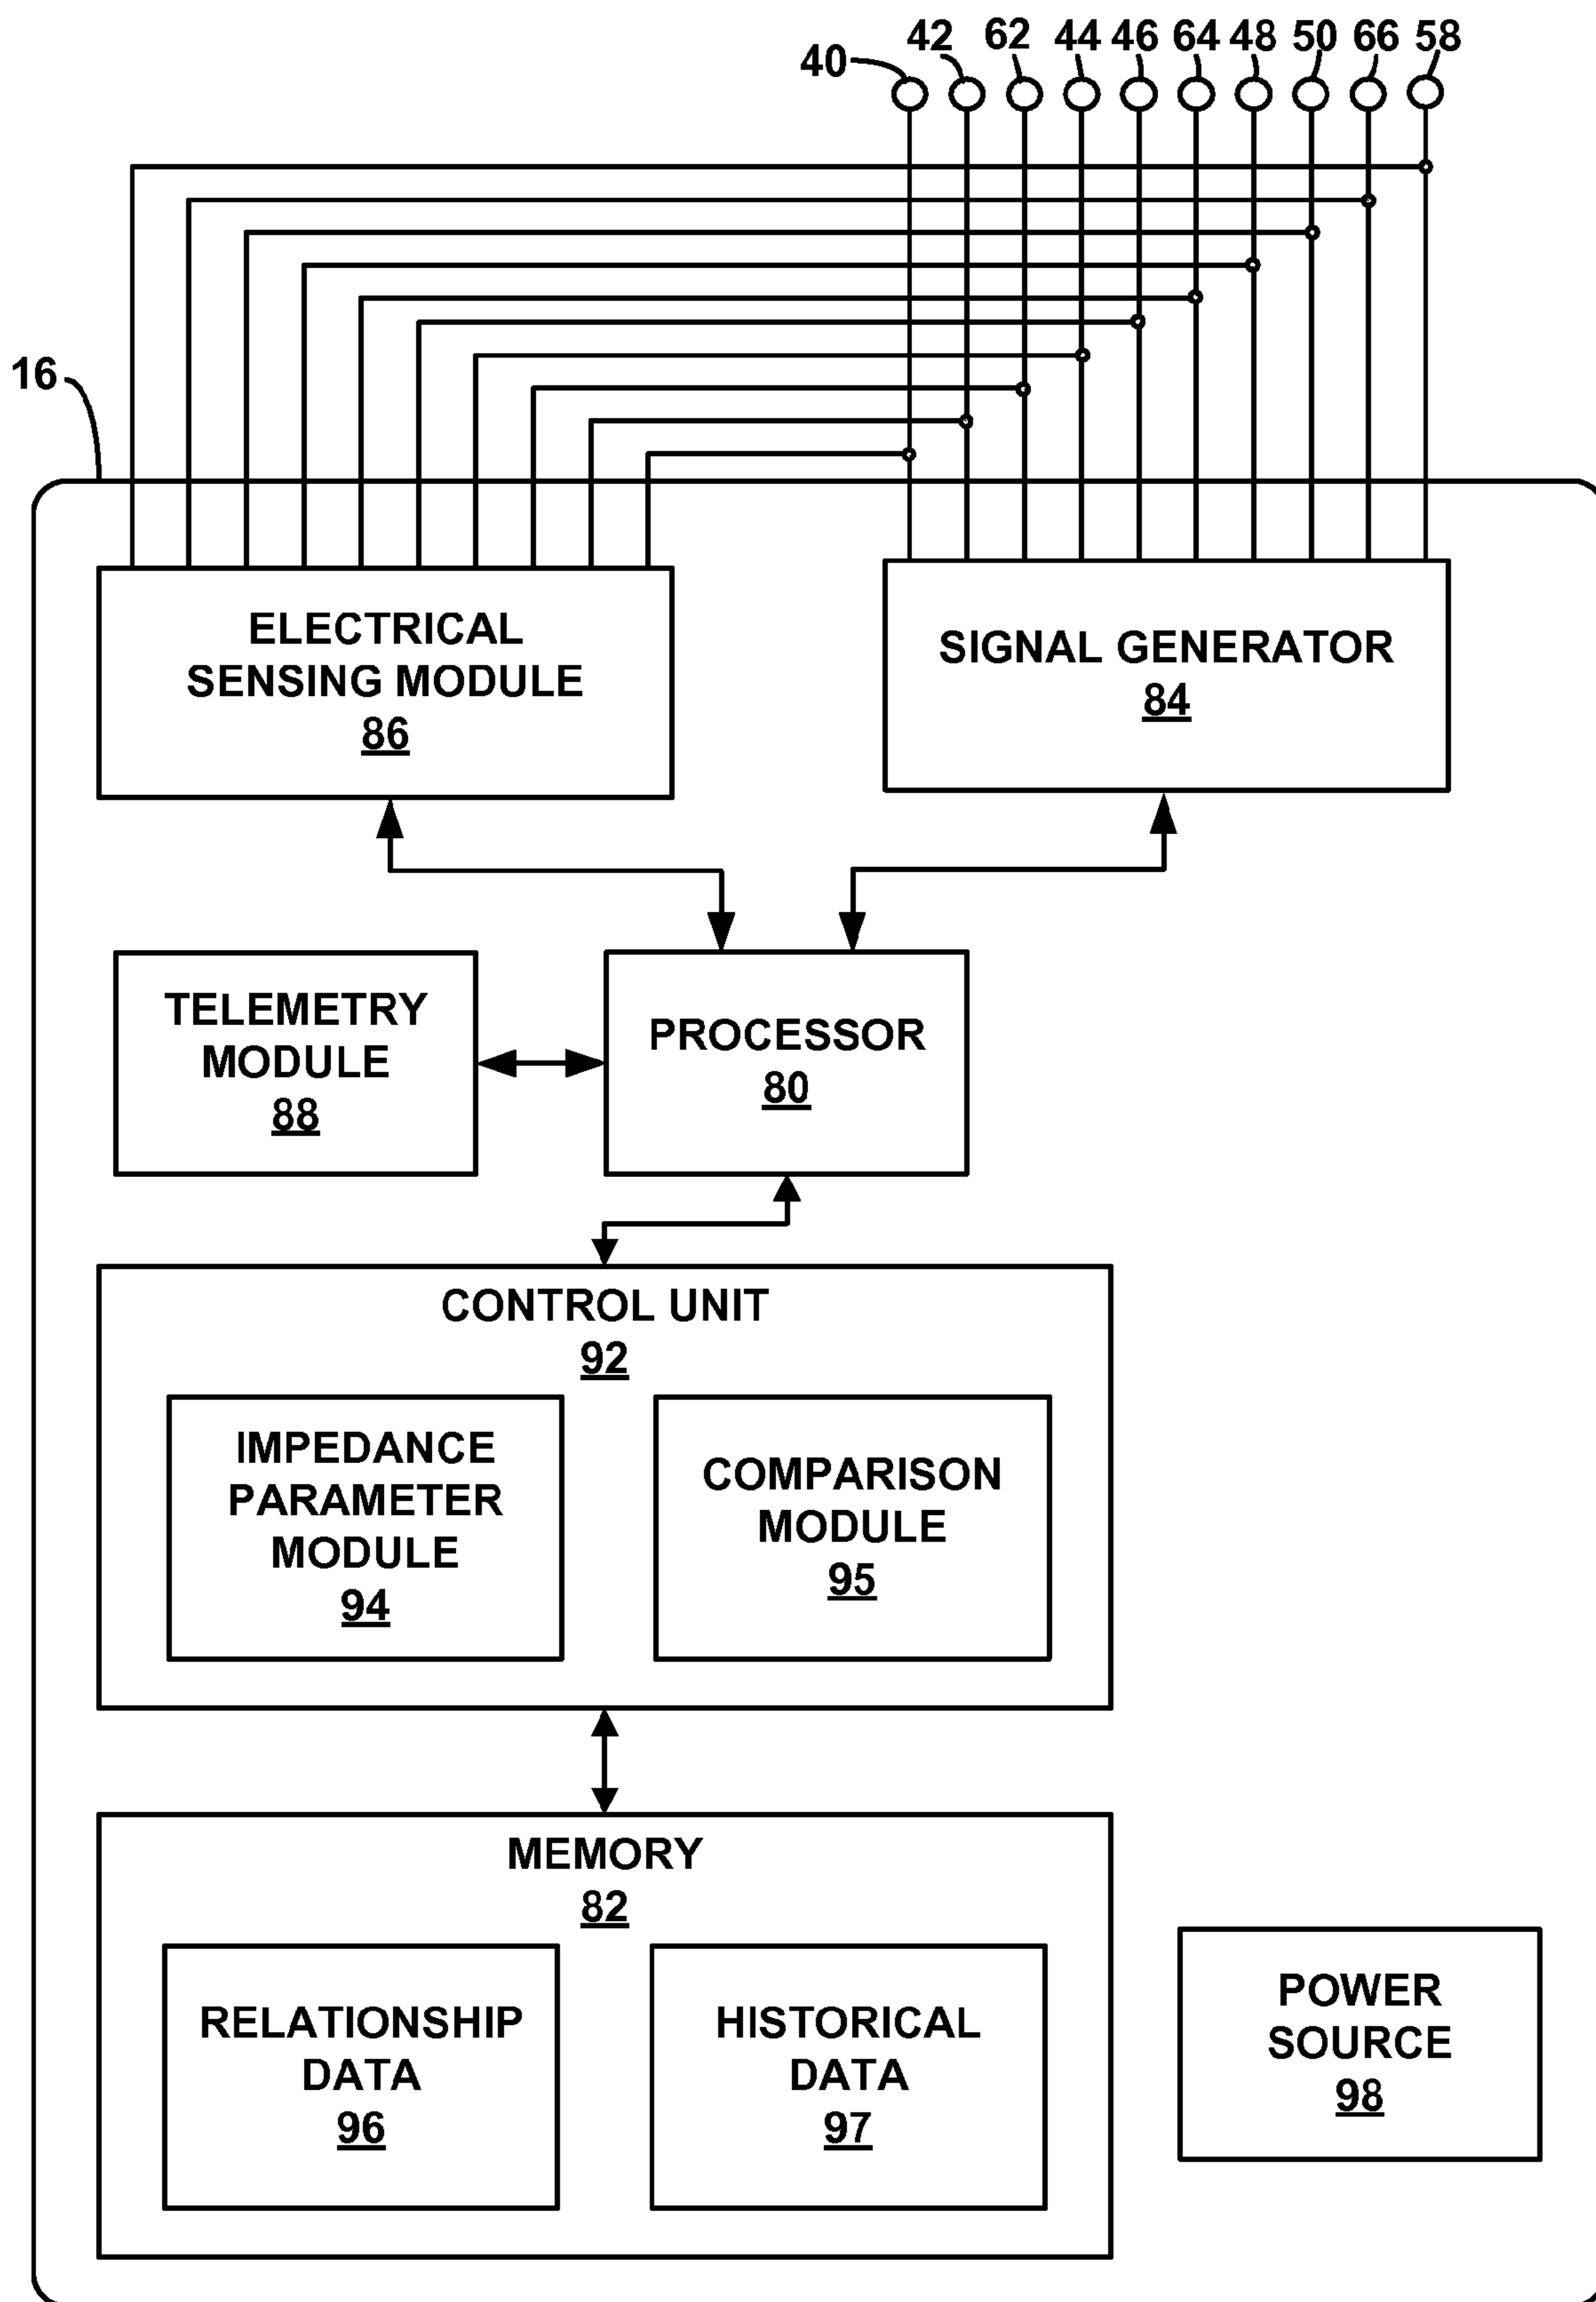 40 42 62 44 46 64 48 50 66 58
16
ELECTRICAL
SENSING MODULE
86
SIGNAL GENERATOR
84
TELEMETRY
MODULE
88
PROCESSOR
80
CONTROL UNIT
92
IMPEDANCE
PARAMETER
MODULE
94
COMPARISON
MODULE
95
MEMORY
82
RELATIONSHIP
DATA
96
HISTORICAL
DATA
97
POWER
SOURCE
98